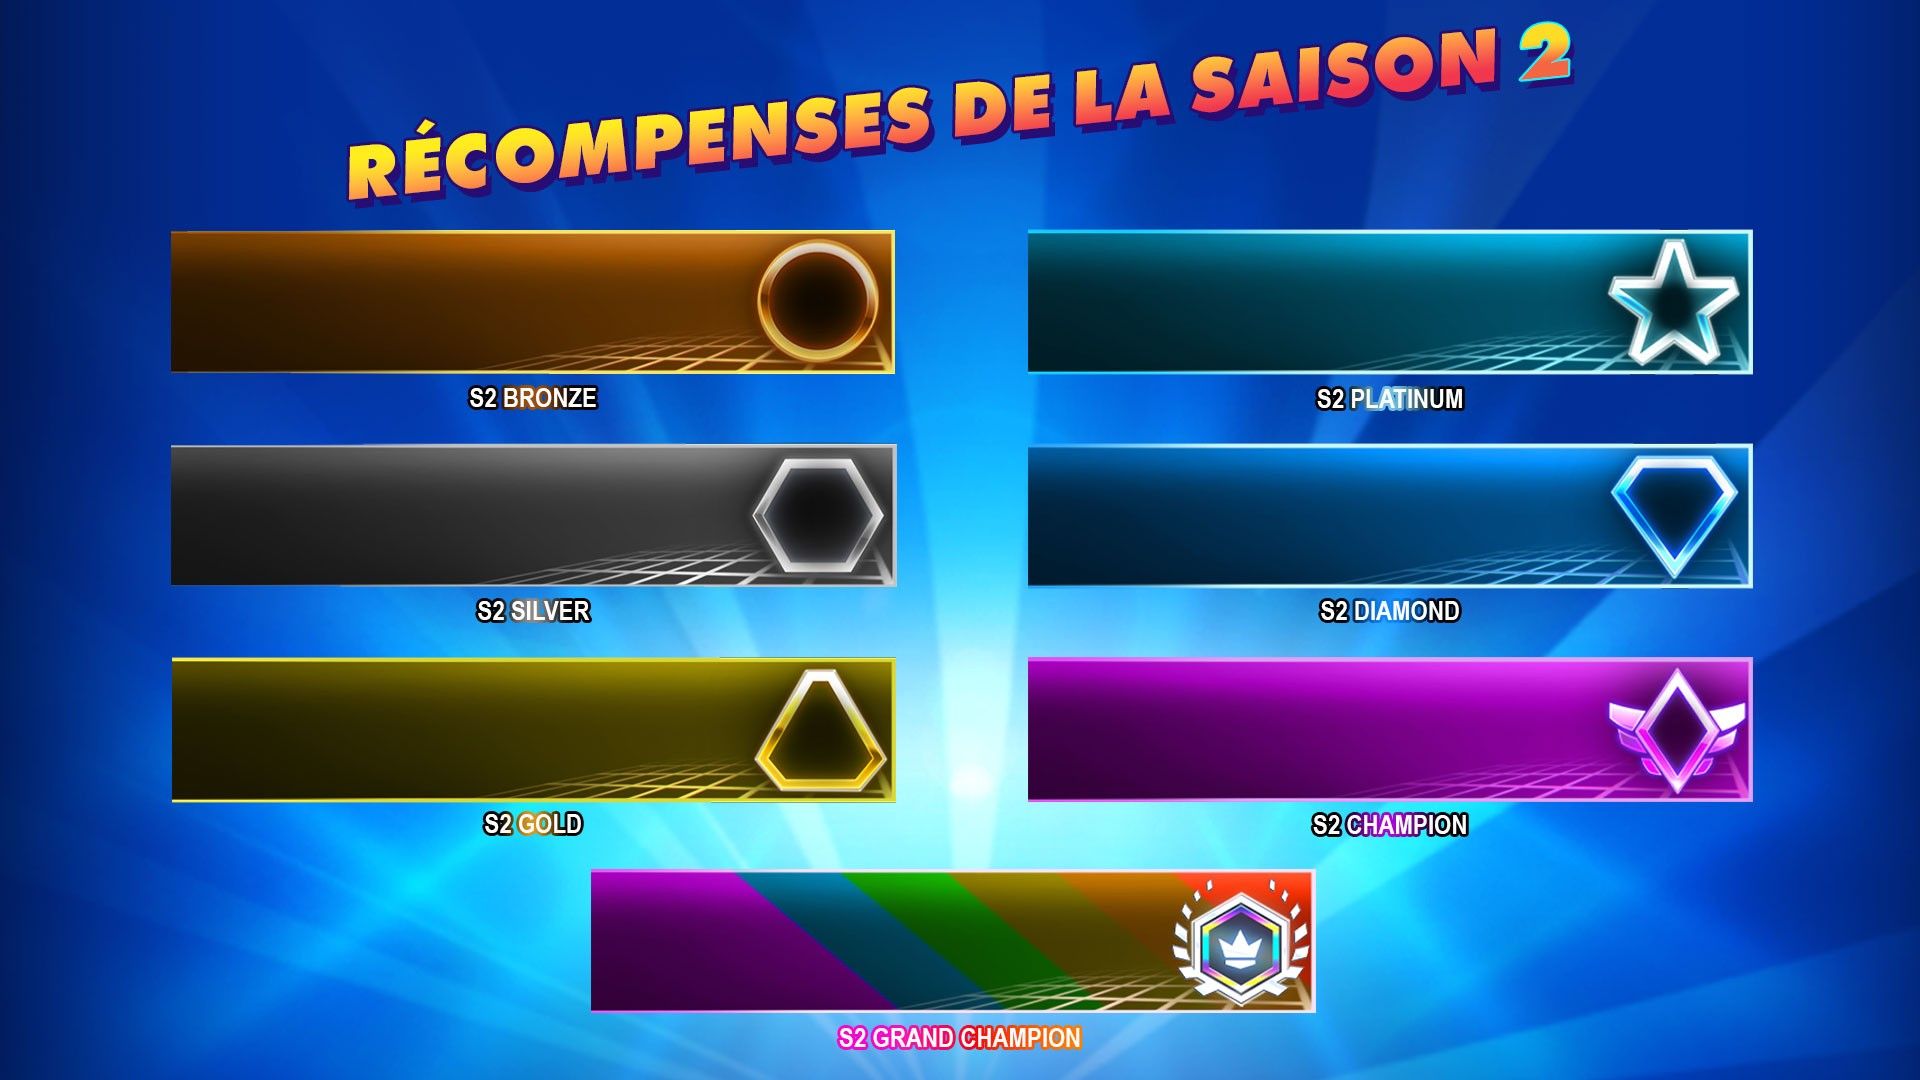 RÉCOMPENSES DE LA SAISON 2
S2 BRONZE
S2 PLATINUM
S2 SILVER
S2 DIAMOND
S2 GOLD
S2 CHAMPION
S2 GRAND CHAMPION